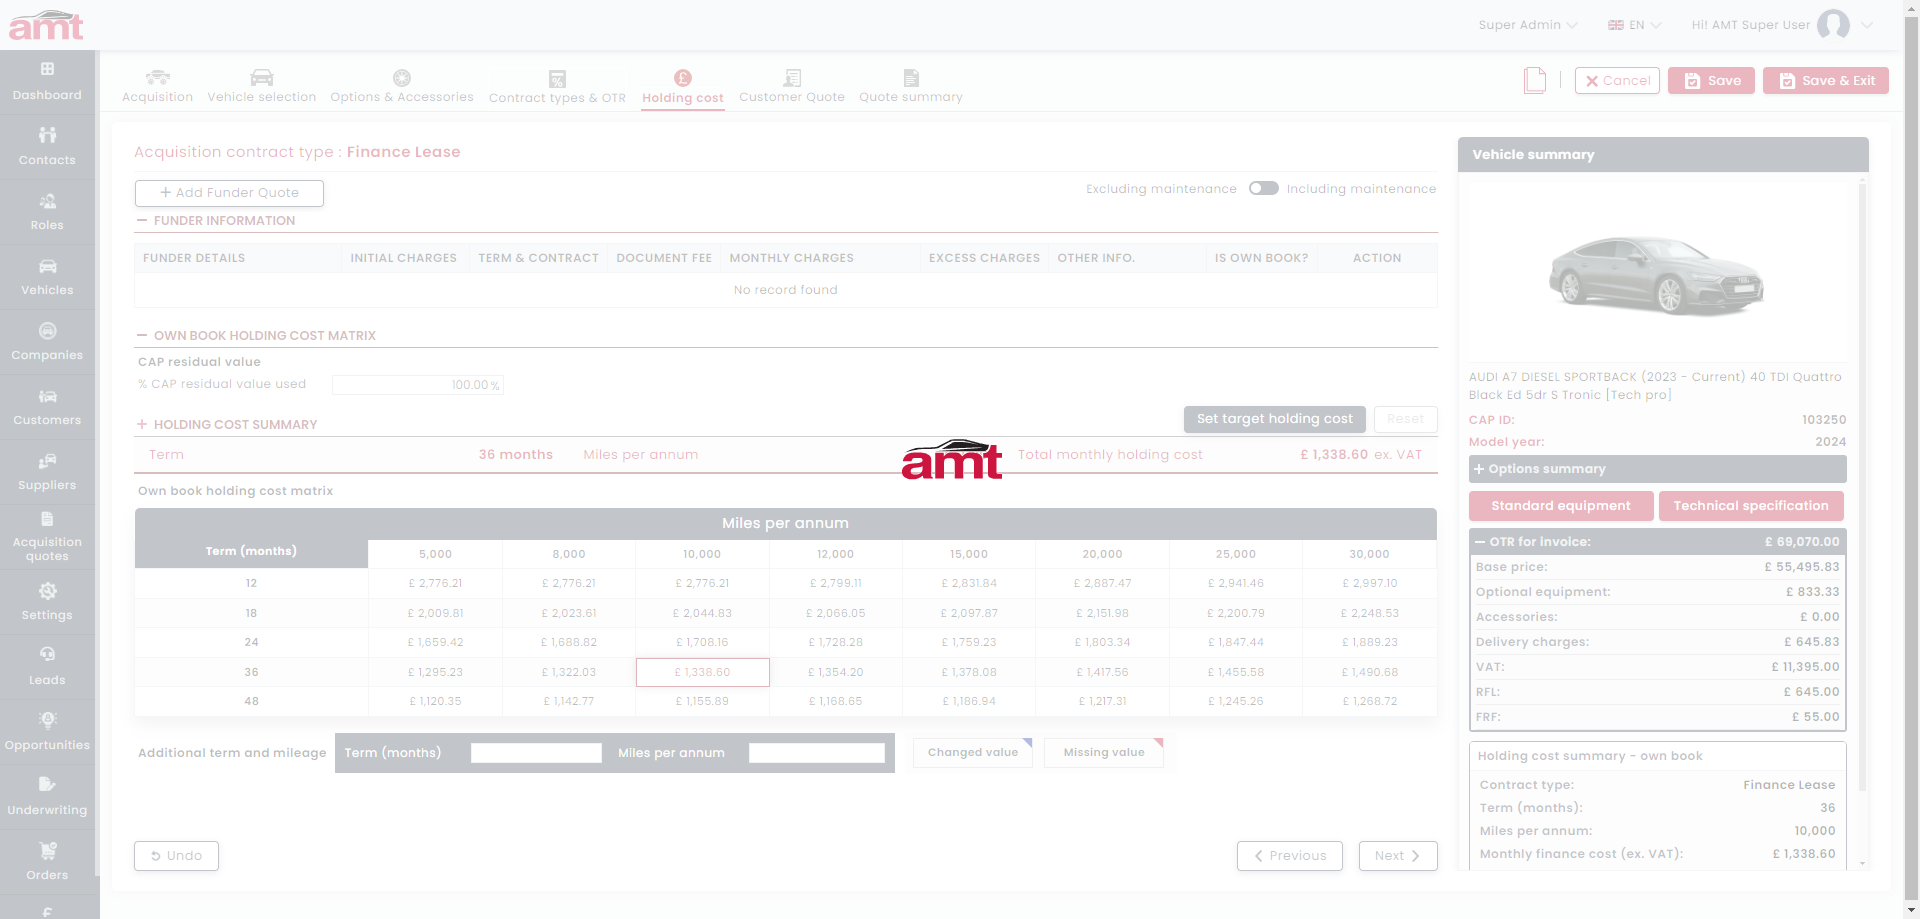 amt
Super Admin
EN
Hi! AMT Super User
Dashboard
Contacts
Roles
Vehicles
Companies
Customers
Suppliers
Acquisition
quotes
Settings
Leads
Opportunities
Underwriting
Orders
Acquisition
Vehicle selection
Options & Accessories
Contract types & OTR
Holding cost
Customer Quote
Quote summary
Cancel
Save
Save & Exit
Acquisition contract type : Finance Lease
+ Add Funder Quote
Excluding maintenance
Including maintenance
FUNDER INFORMATION
FUNDER DETAILS INITIAL CHARGES TERM & CONTRACT DOCUMENT FEE MONTHLY CHARGES EXCESS CHARGES OTHER INFO. IS OWN BOOK? ACTION
No record found
OWN BOOK HOLDING COST MATRIX
CAP residual value
% CAP residual value used 100.00 %
HOLDING COST SUMMARY
Set target holding cost
Reset
Term 36 months Miles per annum Total monthly holding cost £ 1,338.60 ex. VAT
amt
Own book holding cost matrix
Miles per annum
Term (months) 5,000 8,000 10,000 12,000 15,000 20,000 25,000 30,000
12 £ 2,776.21 £ 2,776.21 £ 2,776.21 £ 2,799.11 £ 2,831.84 £ 2,887.47 £ 2,941.46 £ 2,997.10
18 £ 2,009.81 £ 2,023.61 £ 2,044.83 £ 2,066.05 £ 2,097.87 £ 2,151.98 £ 2,200.79 £ 2,248.53
24 £ 1,659.42 £ 1,688.82 £ 1,708.16 £ 1,728.28 £ 1,759.23 £ 1,803.34 £ 1,847.44 £ 1,889.23
36 £ 1,295.23 £ 1,322.03 £ 1,338.60 £ 1,354.20 £ 1,378.08 £ 1,417.56 £ 1,455.58 £ 1,490.68
48 £ 1,120.35 £ 1,142.77 £ 1,155.89 £ 1,168.65 £ 1,186.94 £ 1,217.31 £ 1,245.26 £ 1,268.72
Additional term and mileage Term (months) Miles per annum
Changed value
Missing value
Undo
Previous
Next
Vehicle summary
AUDI A7 DIESEL SPORTBACK (2023 - Current) 40 TDI Quattro
Black Ed 5dr S Tronic [Tech pro]
CAP ID: 103250
Model year: 2024
Options summary
Standard equipment
Technical specification
OTR for invoice: £ 69,070.00
Base price: £ 55,495.83
Optional equipment: £ 833.33
Accessories: £ 0.00
Delivery charges: £ 645.83
VAT: £ 11,395.00
RFL: £ 645.00
FRF: £ 55.00
Holding cost summary - own book
Contract type: Finance Lease
Term (months): 36
Miles per annum: 10,000
Monthly finance cost (ex. VAT): £ 1,338.60